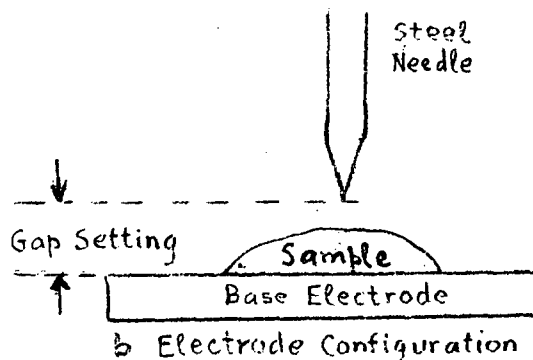 Steel
Needle
Gap Setting
Sample
Base Electrode
b Electrode Configuration